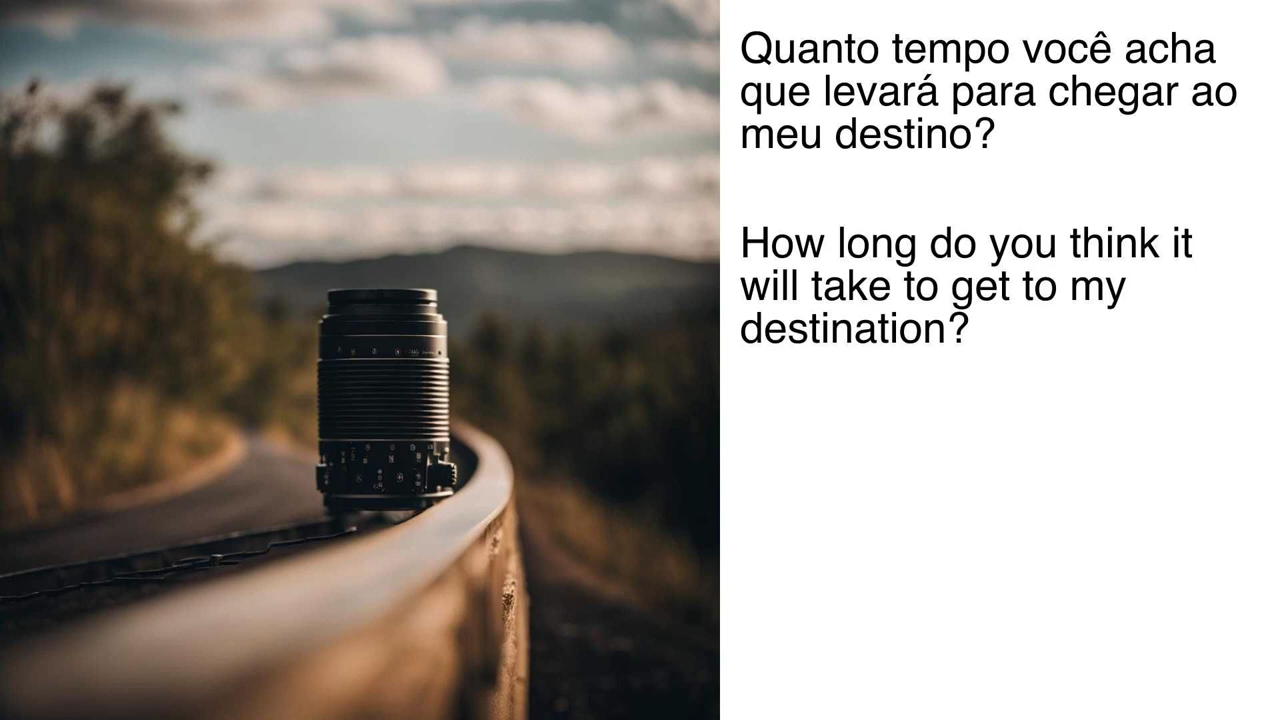 Quanto tempo você acha
que levará para chegar ao
meu destino?
How long do you think it
will take to get to my
destination?